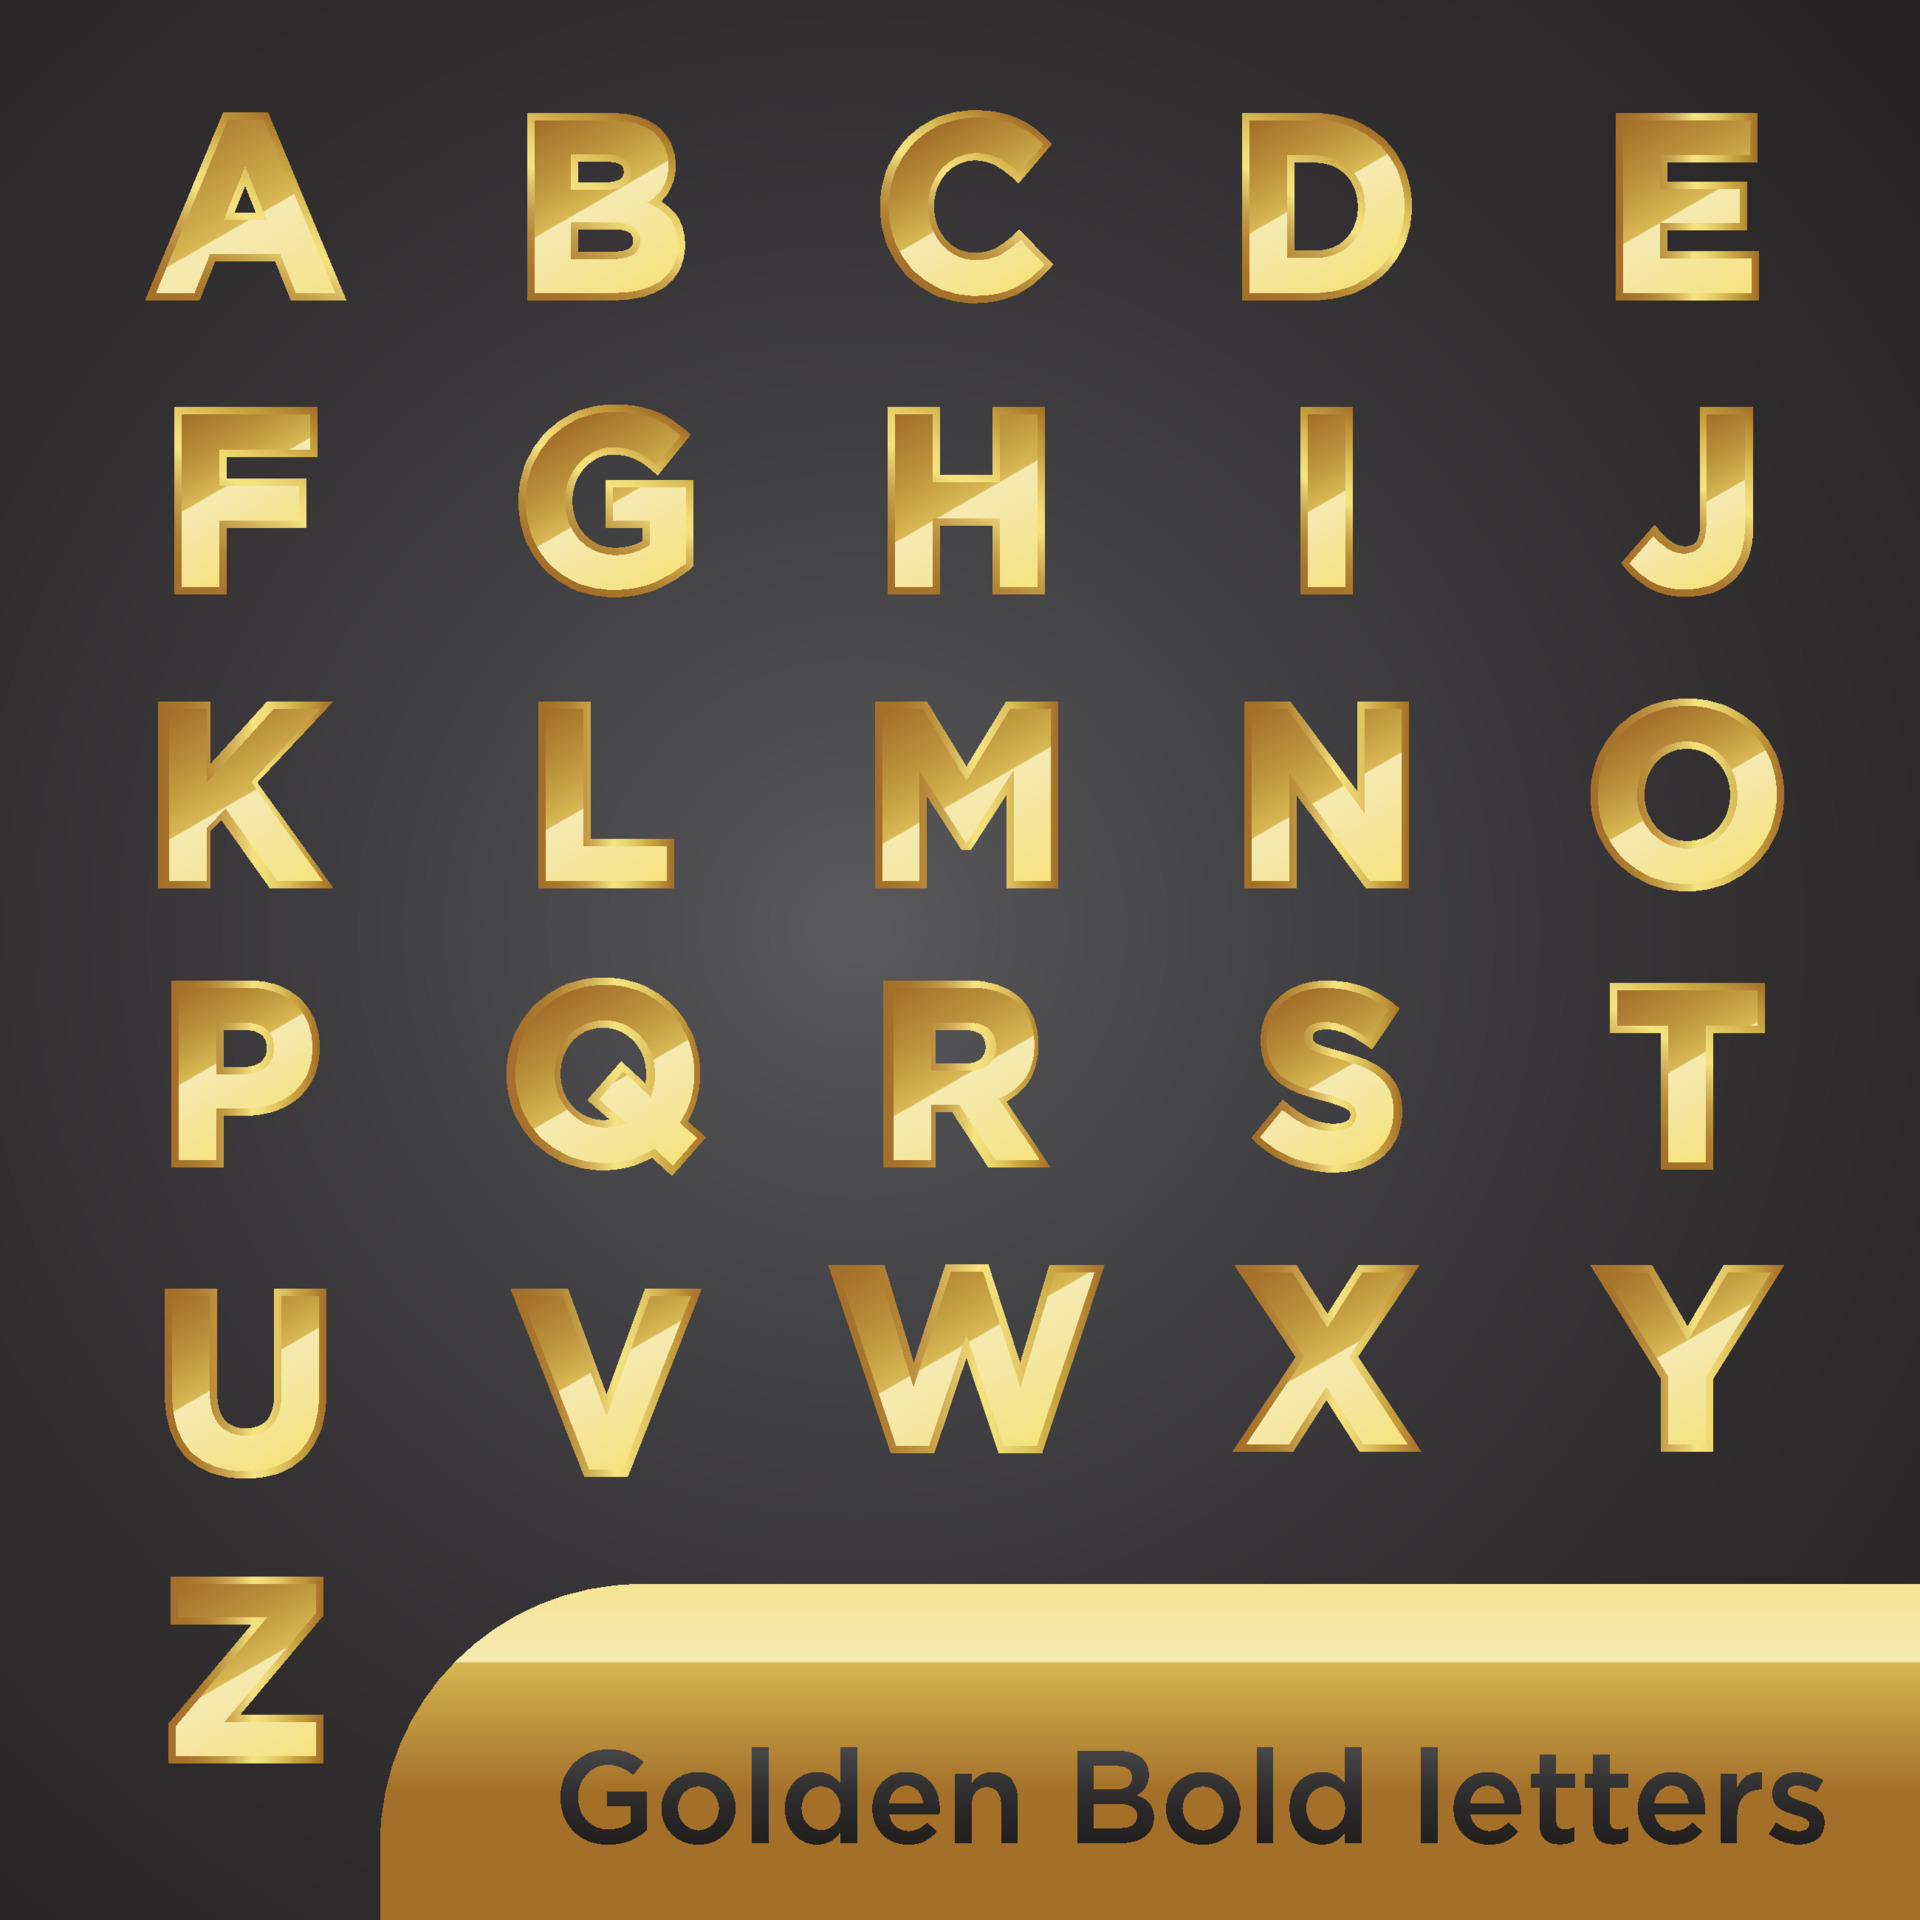 A B C D E
F G H I J
K L M N O
P Q R S T
U V W X Y
Z
Golden Bold letters